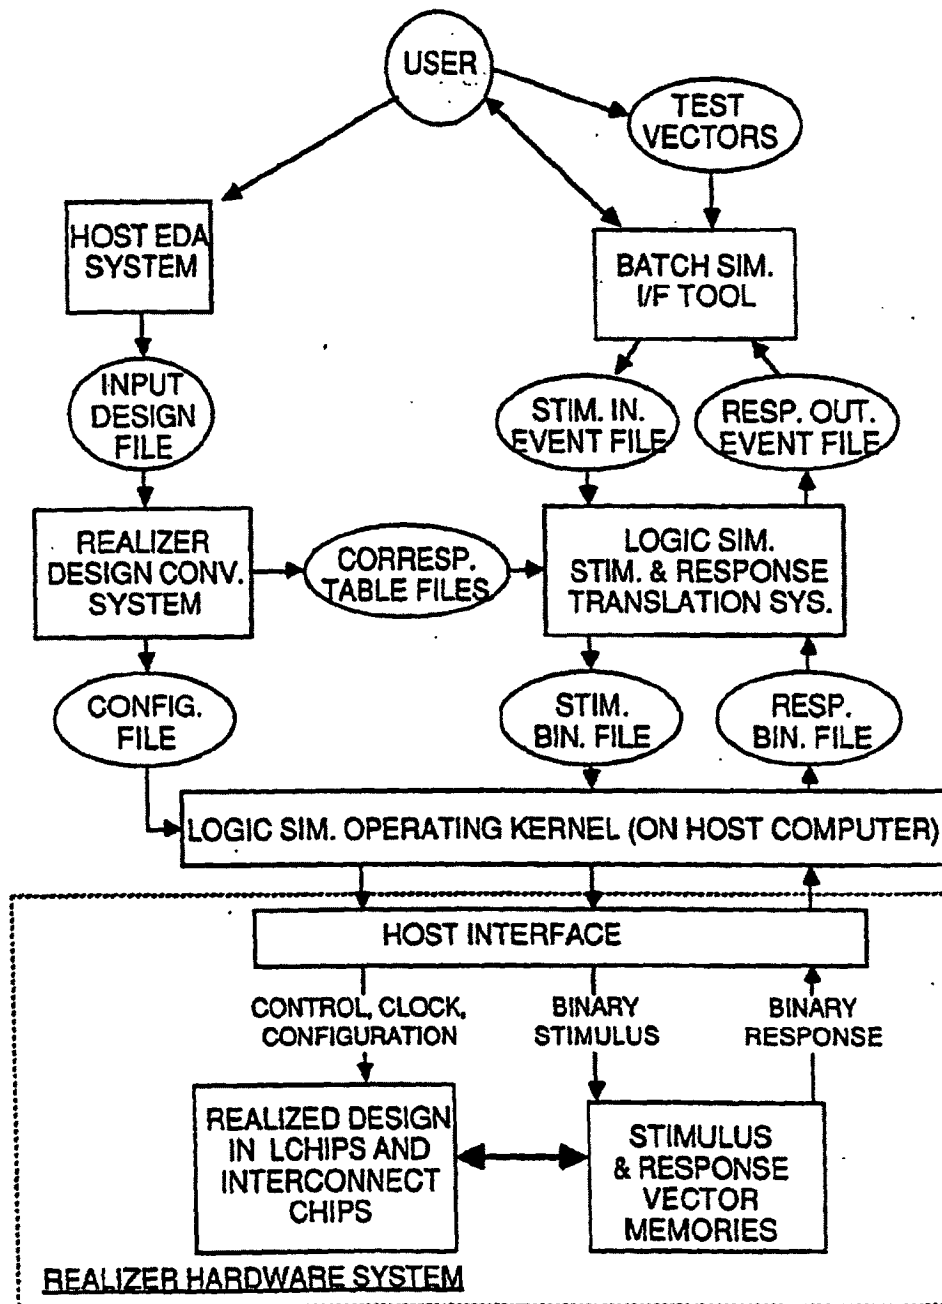 USER
TEST
VECTORS
HOST EDA
SYSTEM
BATCH SIM.
I/F TOOL
INPUT
DESIGN
FILE
STIM. IN.
EVENT FILE
RESP. OUT.
EVENT FILE
REALIZER
DESIGN CONV.
SYSTEM
CORRESP.
TABLE FILES
LOGIC SIM.
STIM. & RESPONSE
TRANSLATION SYS.
CONFIG.
FILE
STIM.
BIN. FILE
RESP.
BIN. FILE
LOGIC SIM. OPERATING KERNEL (ON HOST COMPUTER)
HOST INTERFACE
CONTROL, CLOCK,
CONFIGURATION
BINARY
STIMULUS
BINARY
RESPONSE
REALIZED DESIGN
IN LCHIPS AND
INTERCONNECT
CHIPS
STIMULUS
& RESPONSE
VECTOR
MEMORIES
REALIZER HARDWARE SYSTEM